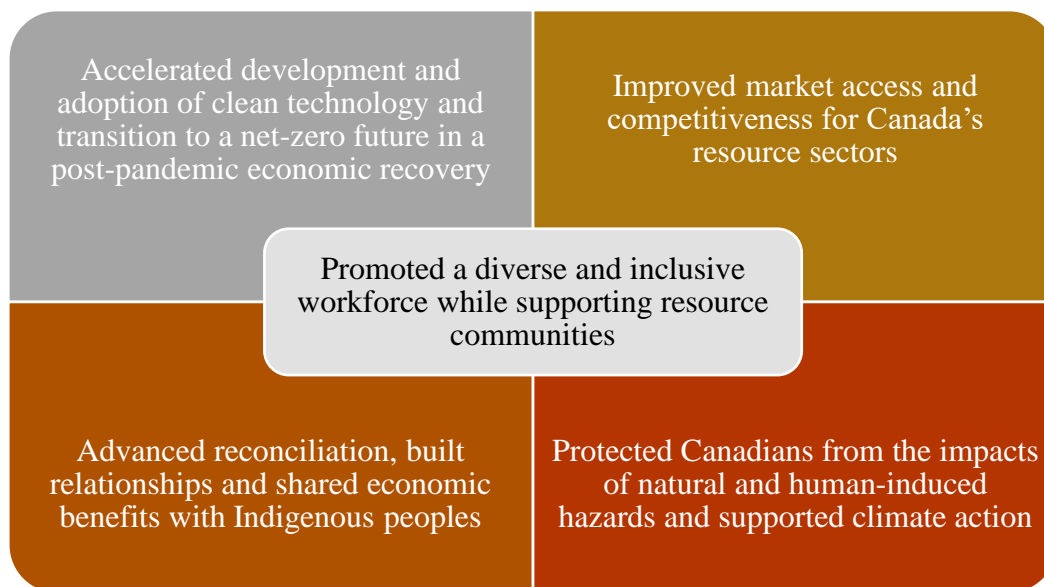 Accelerated development and
adoption of clean technology and
transition to a net-zero future in a
post-pandemic economic recovery
Improved market access and
competitiveness for Canada’s
resource sectors
Promoted a diverse and inclusive
workforce while supporting resource
communities
Advanced reconciliation, built
relationships and shared economic
benefits with Indigenous peoples
Protected Canadians from the impacts
of natural and human-induced
hazards and supported climate action